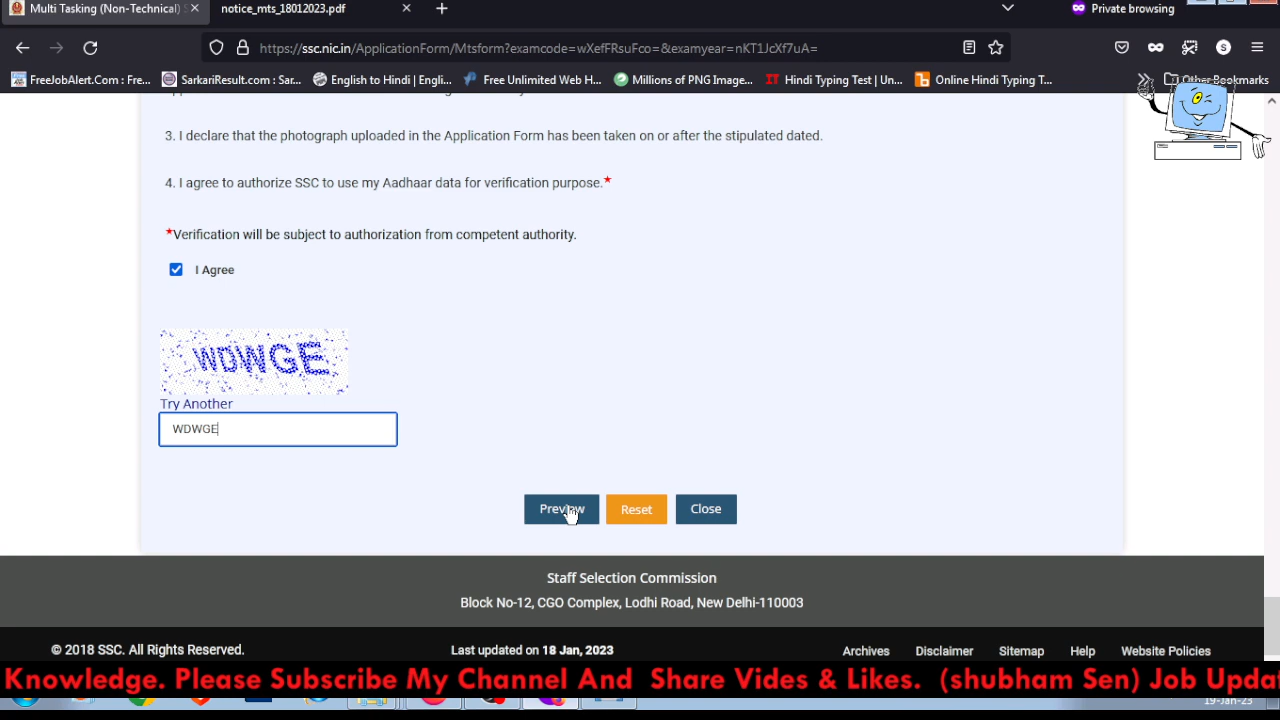 Multi Tasking (Non-Technical) S
notice_mts_18012023.pdf
Private browsing
https://ssc.nic.in/ApplicationForm/Mtsform?examcode=wXefFRsuFco=&examyear=nKT1JcXf7uA=
FreeJobAlert.Com : Fre...
SarkariResult.com : Sar...
English to Hindi | Engli...
Free Unlimited Web H...
Millions of PNG Image...
Hindi Typing Test | Un...
Online Hindi Typing T...
Other Bookmarks
3. I declare that the photograph uploaded in the Application Form has been taken on or after the stipulated dated.
4. I agree to authorize SSC to use my Aadhaar data for verification purpose.*
*Verification will be subject to authorization from competent authority.
I Agree
WDWGE
Try Another
WDWGE
Preview Reset Close
Staff Selection Commission
Block No-12, CGO Complex, Lodhi Road, New Delhi-110003
© 2018 SSC. All Rights Reserved.
Last updated on 18 Jan, 2023
Archives Disclaimer Sitemap Help Website Policies
Knowledge. Please Subscribe My Channel And Share Videos & Likes. (shubham Sen) Job Upda
19-Jan-23